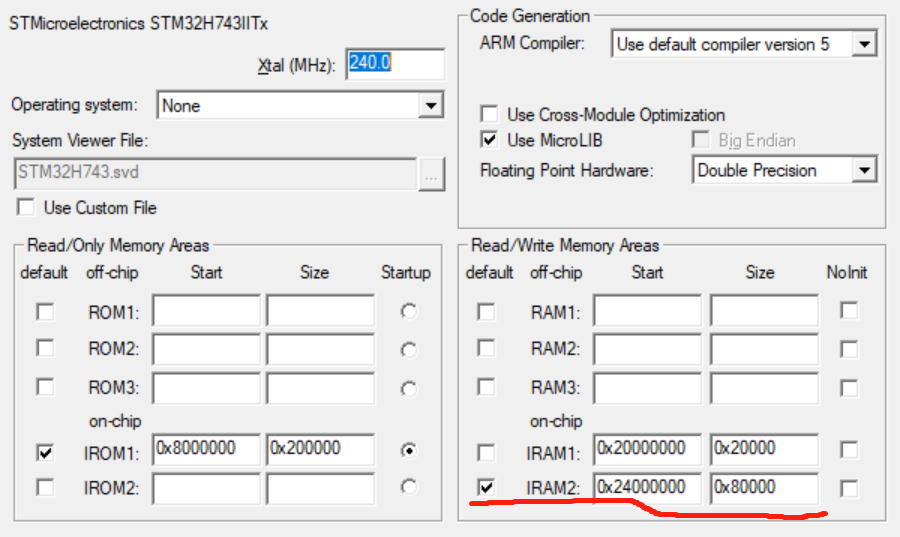 STMicroelectronics STM32H743IITx
Xtal (MHz): 240.0
Operating system: None
System Viewer File:
STM32H743.svd ...
Use Custom File
Code Generation
ARM Compiler: Use default compiler version 5
Use Cross-Module Optimization
Use MicroLIB Big Endian
Floating Point Hardware: Double Precision
Read/Only Memory Areas
default off-chip Start Size Startup
ROM1:
ROM2:
ROM3:
on-chip
IROM1: 0x8000000 0x200000
IROM2:
Read/Write Memory Areas
default off-chip Start Size NoInit
RAM1:
RAM2:
RAM3:
on-chip
IRAM1: 0x20000000 0x20000
IRAM2: 0x24000000 0x80000